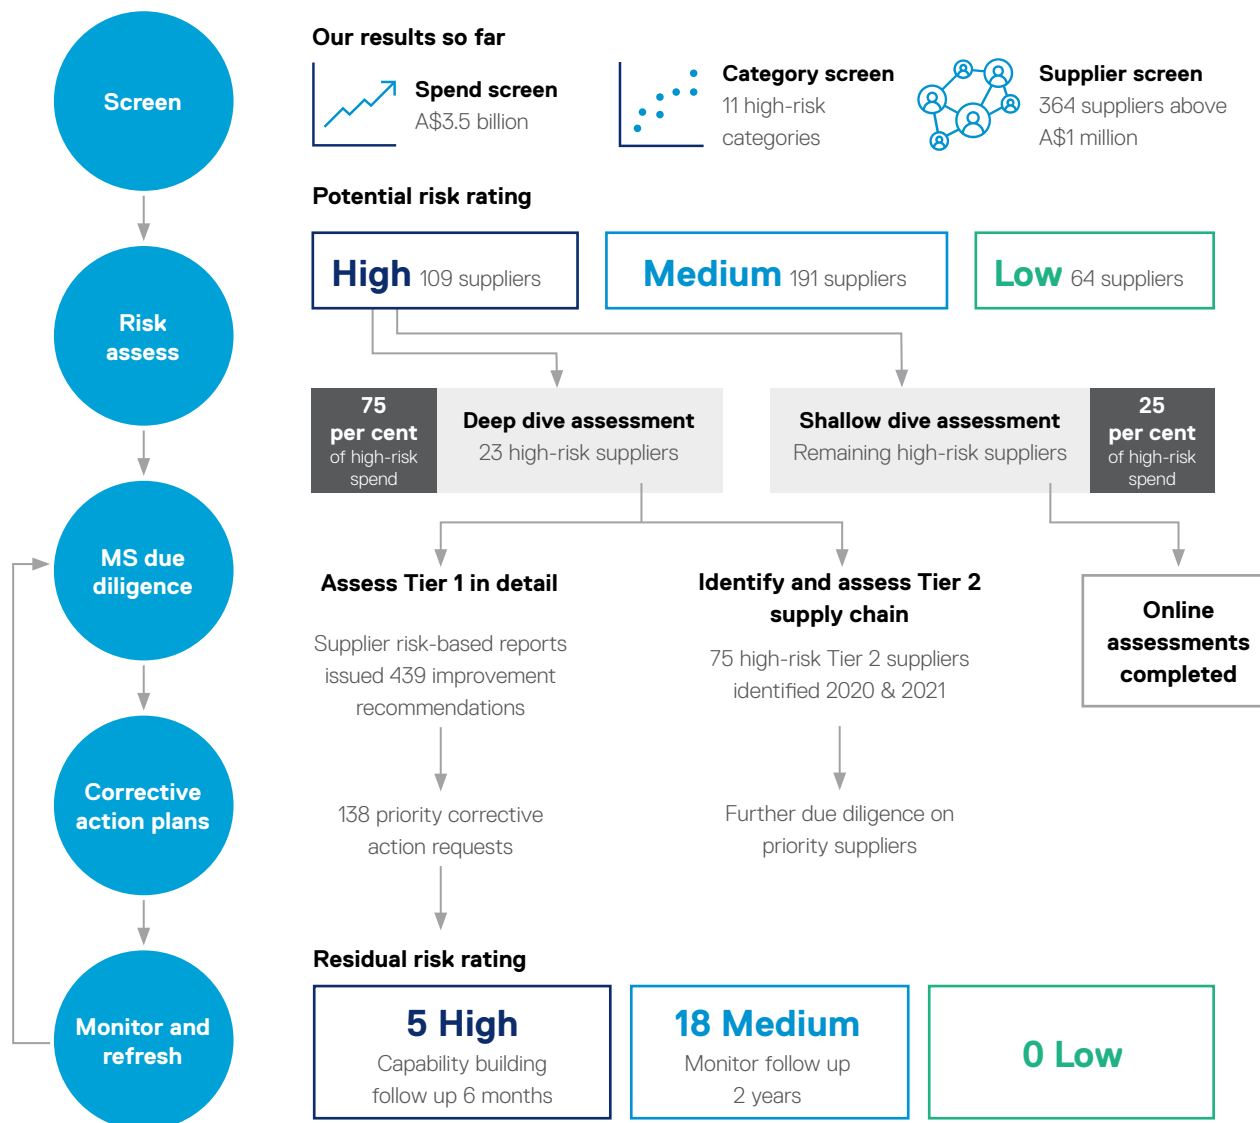 Screen
Risk
assess
MS due
diligence
Corrective
action plans
Monitor and
refresh
Our results so far
Spend screen
A$3.5 billion
Category screen
11 high-risk
categories
Supplier screen
364 suppliers above
A$1 million
Potential risk rating
High 109 suppliers
Medium 191 suppliers
Low 64 suppliers
75
per cent
of high-risk
spend
Deep dive assessment
23 high-risk suppliers
Shallow dive assessment
Remaining high-risk suppliers
25
per cent
of high-risk
spend
Assess Tier 1 in detail
Supplier risk-based reports
issued 439 improvement
recommendations
138 priority corrective
action requests
Identify and assess Tier 2
supply chain
75 high-risk Tier 2 suppliers
identified 2020 & 2021
Further due diligence on
priority suppliers
Online
assessments
completed
Residual risk rating
5 High
Capability building
follow up 6 months
18 Medium
Monitor follow up
2 years
0 Low